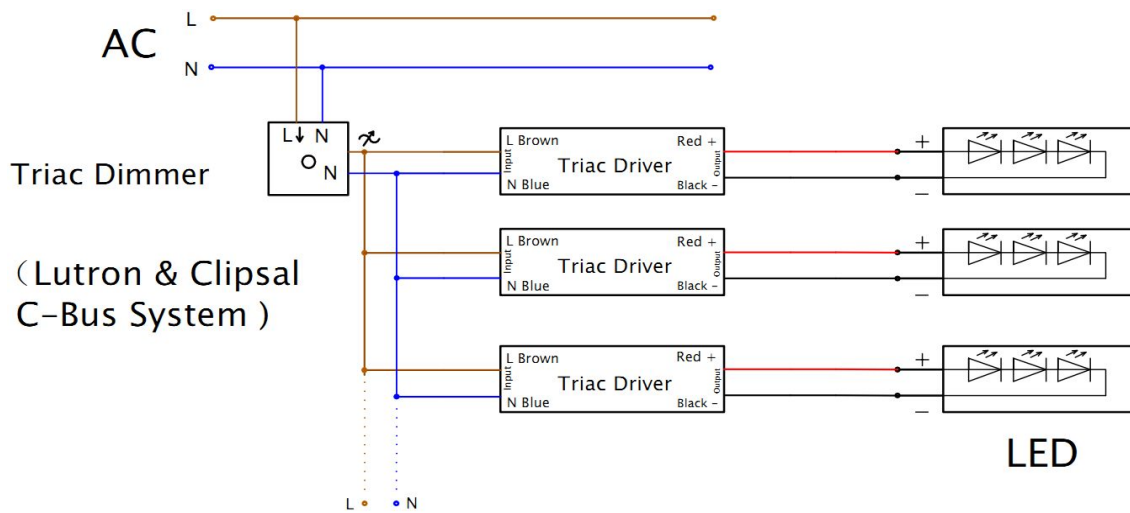 L
AC
N
L N
N
Triac Dimmer
（Lutron & Clipsal
C-Bus System )
L Brown
Input
N Blue
Triac Driver
Red +
Output
Black -
+
-
L Brown
Input
N Blue
Triac Driver
Red +
Output
Black -
+
-
L Brown
Input
N Blue
Triac Driver
Red +
Output
Black -
+
-
LED
L
N